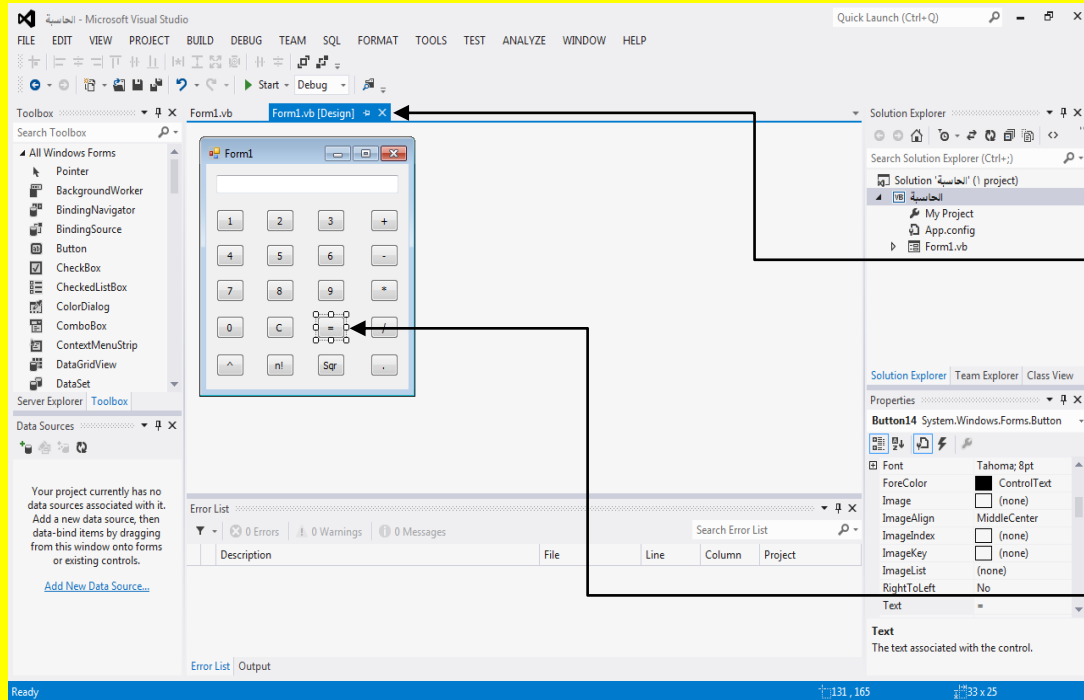 الحاسبة - Microsoft Visual Studio
Quick Launch (Ctrl+Q)
FILE EDIT VIEW PROJECT BUILD DEBUG TEAM SQL FORMAT TOOLS TEST ANALYZE WINDOW HELP
Start Debug
Toolbox
Search Toolbox
All Windows Forms
Pointer
BackgroundWorker
BindingNavigator
BindingSource
Button
CheckBox
CheckedListBox
ColorDialog
ComboBox
ContextMenuStrip
DataGridView
DataSet
Server Explorer Toolbox
Data Sources
Your project currently has no
data sources associated with it.
Add a new data source, then
data-bind items by dragging
from this window onto forms
or existing controls.
Add New Data Source...
Form1.vb Form1.vb [Design]
Form1
1 2 3 +
4 5 6 -
7 8 9 *
0 C = /
^ n! Sqr .
Error List
0 Errors 0 Warnings 0 Messages
Search Error List
Description File Line Column Project
Error List Output
Solution Explorer
Search Solution Explorer (Ctrl+;)
Solution 'الحاسبة' (1 project)
VB الحاسبة
My Project
App.config
Form1.vb
Solution Explorer Team Explorer Class View
Properties
Button14 System.Windows.Forms.Button
Font Tahoma; 8pt
ForeColor ControlText
Image (none)
ImageAlign MiddleCenter
ImageIndex (none)
ImageKey (none)
ImageList (none)
RightToLeft No
Text =
Text
The text associated with the control.
Ready 131 , 165 33 x 25